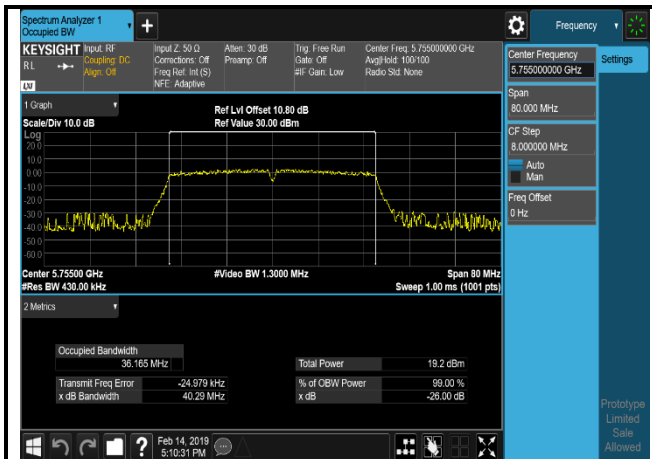 Spectrum Analyzer 1
Occupied BW
+
Frequency
KEYSIGHT
RL
LXI
Input: RF
Coupling: DC
Align: Off
Input Z: 50 Ω
Corrections: Off
Freq Ref: Int (S)
NFE: Adaptive
Atten: 30 dB
Preamp: Off
Trig: Free Run
Gate: Off
#IF Gain: Low
Center Freq: 5.755000000 GHz
Avg|Hold: 100/100
Radio Std: None
Center Frequency
5.755000000 GHz
Settings
Span
80.000 MHz
CF Step
8.000000 MHz
Auto
Man
Freq Offset
0 Hz
1 Graph
Scale/Div 10.0 dB
Ref Lvl Offset 10.80 dB
Ref Value 30.00 dBm
Log
20.0
10.0
0.00
-10.0
-20.0
-30.0
-40.0
-50.0
-60.0
Center 5.75500 GHz
#Video BW 1.3000 MHz
Span 80 MHz
#Res BW 430.00 kHz
Sweep 1.00 ms (1001 pts)
2 Metrics
Occupied Bandwidth
36.165 MHz
Total Power 19.2 dBm
Transmit Freq Error -24.979 kHz
% of OBW Power 99.00 %
x dB Bandwidth 40.29 MHz
x dB -26.00 dB
Prototype
Limited
Sale
Allowed
?
Feb 14, 2019
5:10:31 PM